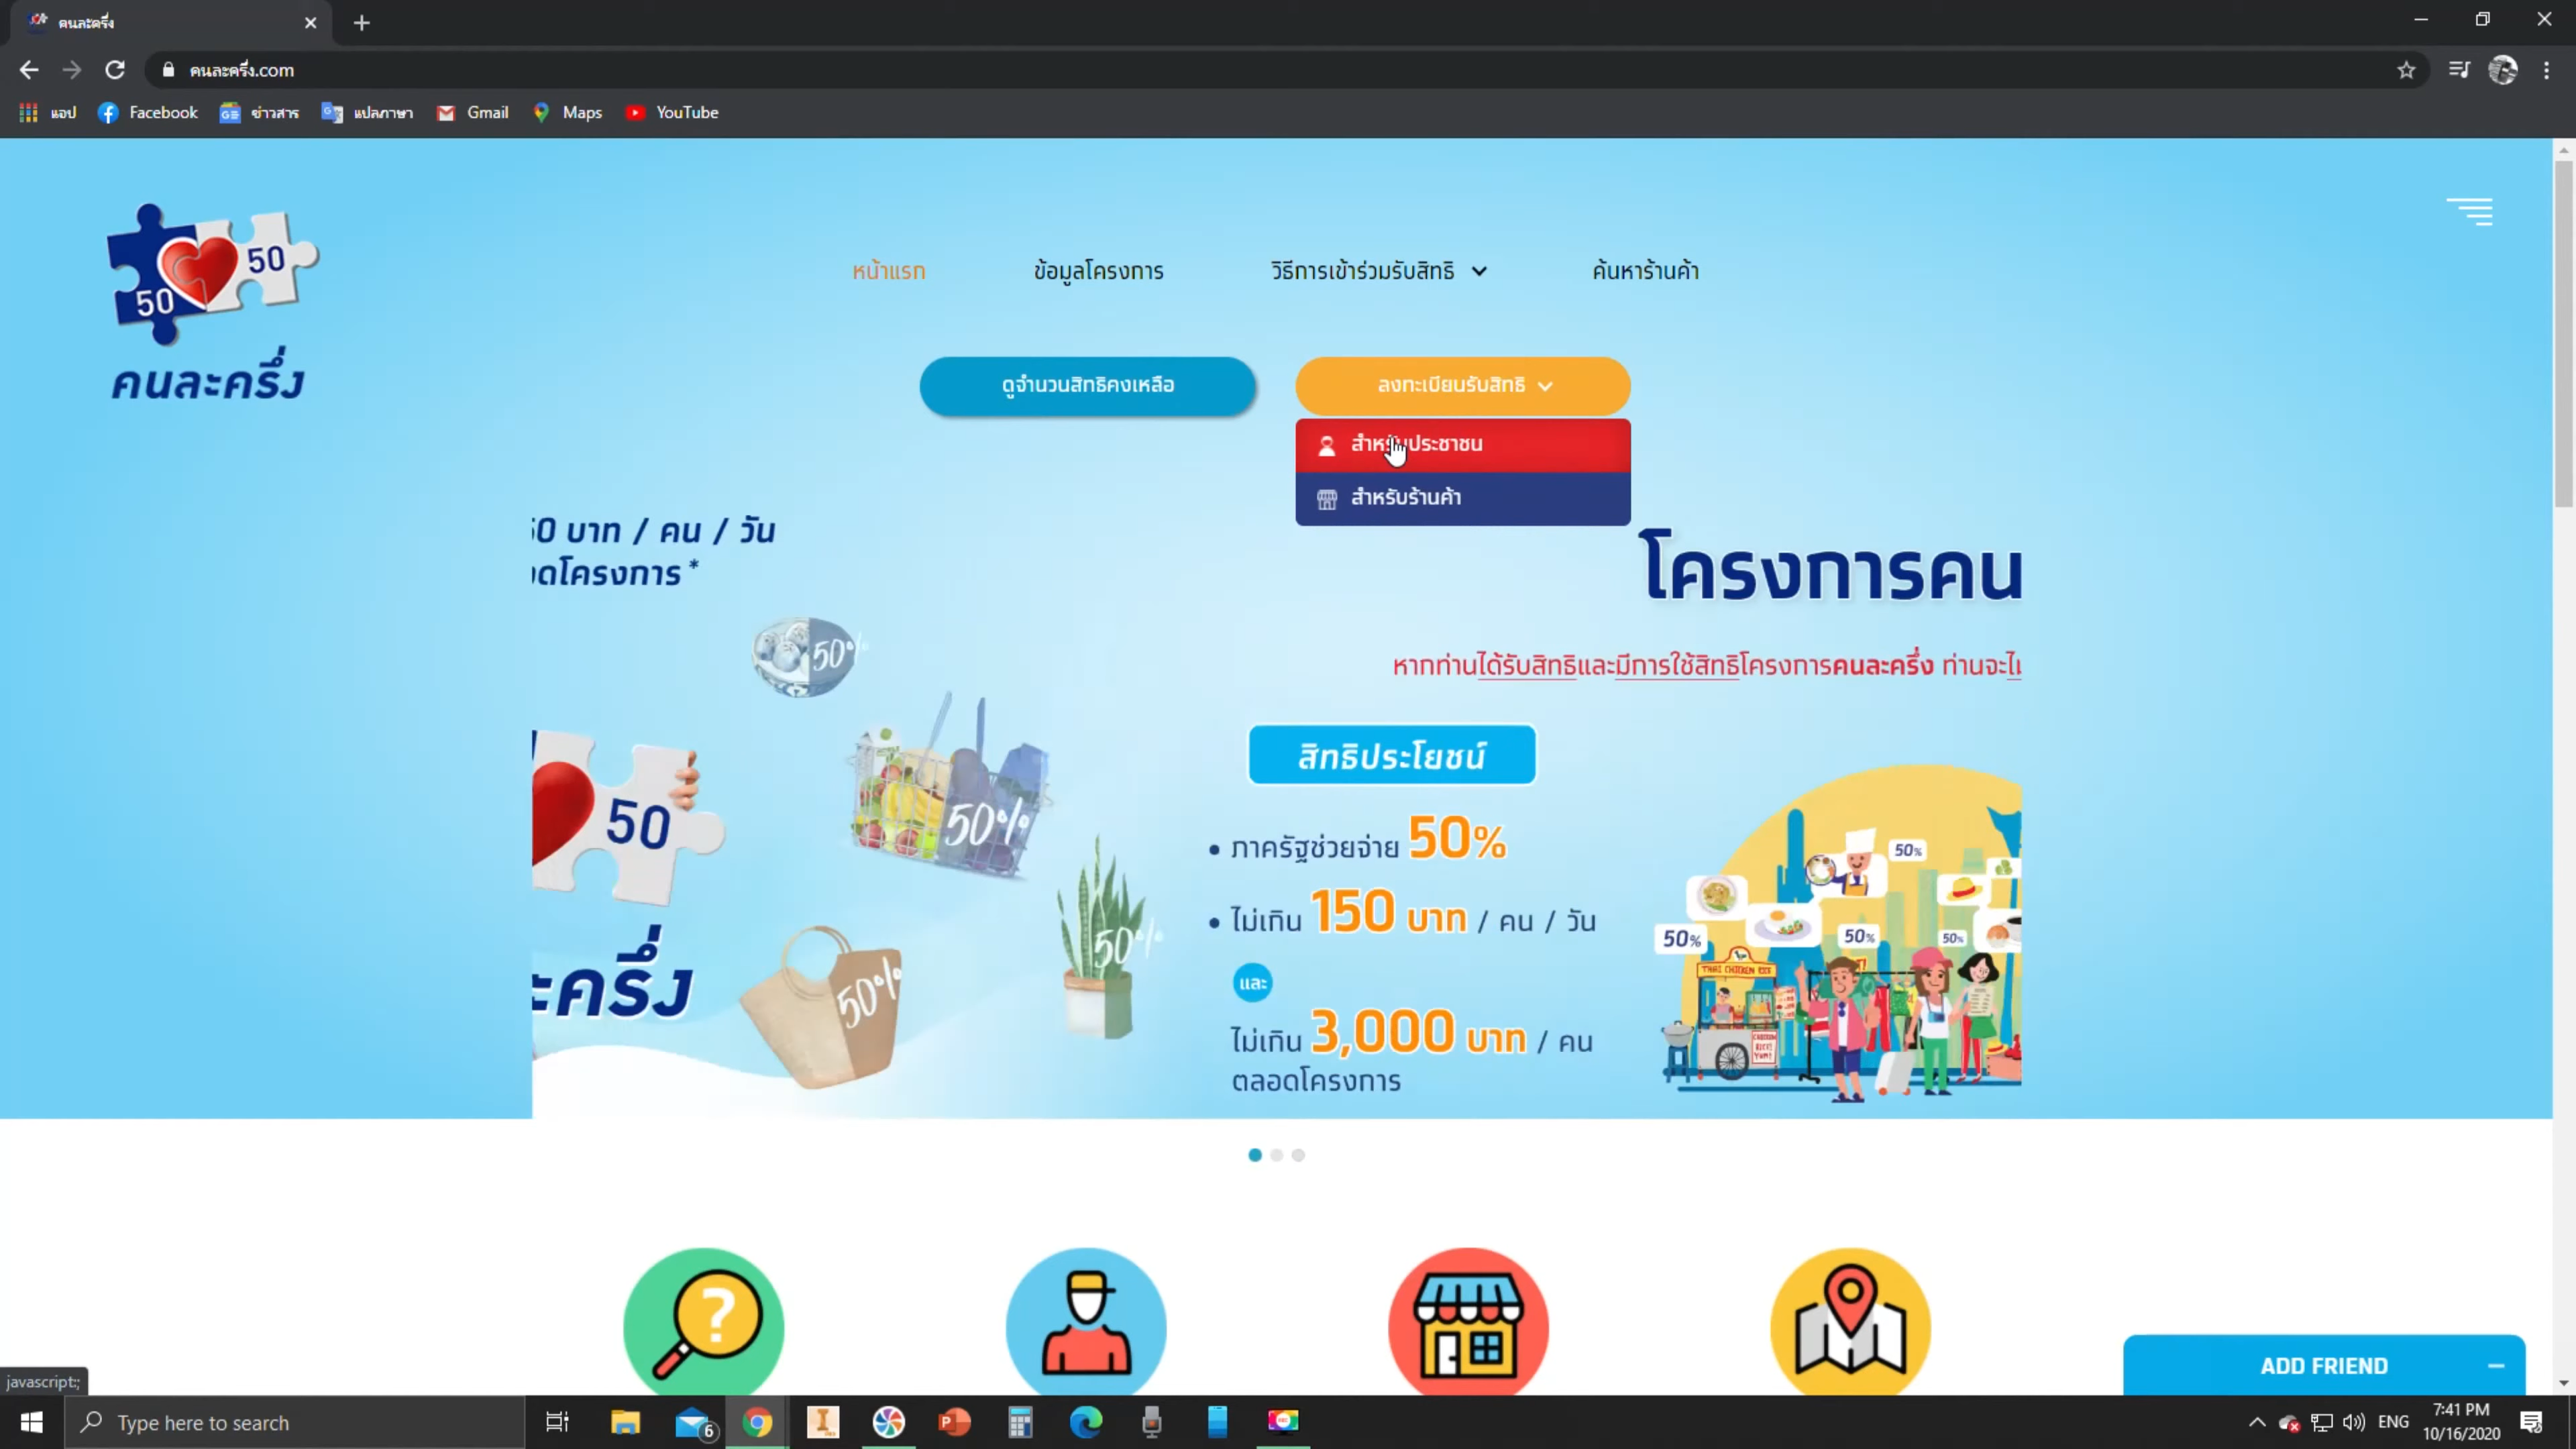 คนละครึ่ง
คนละครึ่ง.com
แอป Facebook ข่าวสาร แปลภาษา Gmail Maps YouTube
50 50
คนละครึ่ง
หน้าแรก ข้อมูลโครงการ วิธีการเข้าร่วมรับสิทธิ ค้นหาร้านค้า
ดูจำนวนสิทธิคงเหลือ ลงทะเบียนรับสิทธิ
สำหรับประชาชน
สำหรับร้านค้า
50 บาท / คน / วัน
โครงการ*
โครงการคน
หากท่านได้รับสิทธิและมีการใช้สิทธิโครงการคนละครึ่ง ท่านจะไ
50%
50%
50%
50%
50
ะครึ่ง
สิทธิประโยชน์
• ภาครัฐช่วยจ่าย 50%
• ไม่เกิน 150 บาท / คน / วัน
และ
ไม่เกิน 3,000 บาท / คน
ตลอดโครงการ
50%
50% 50% 50%
ADD FRIEND
javascript:;
Type here to search
6
ENG
7:41 PM
10/16/2020